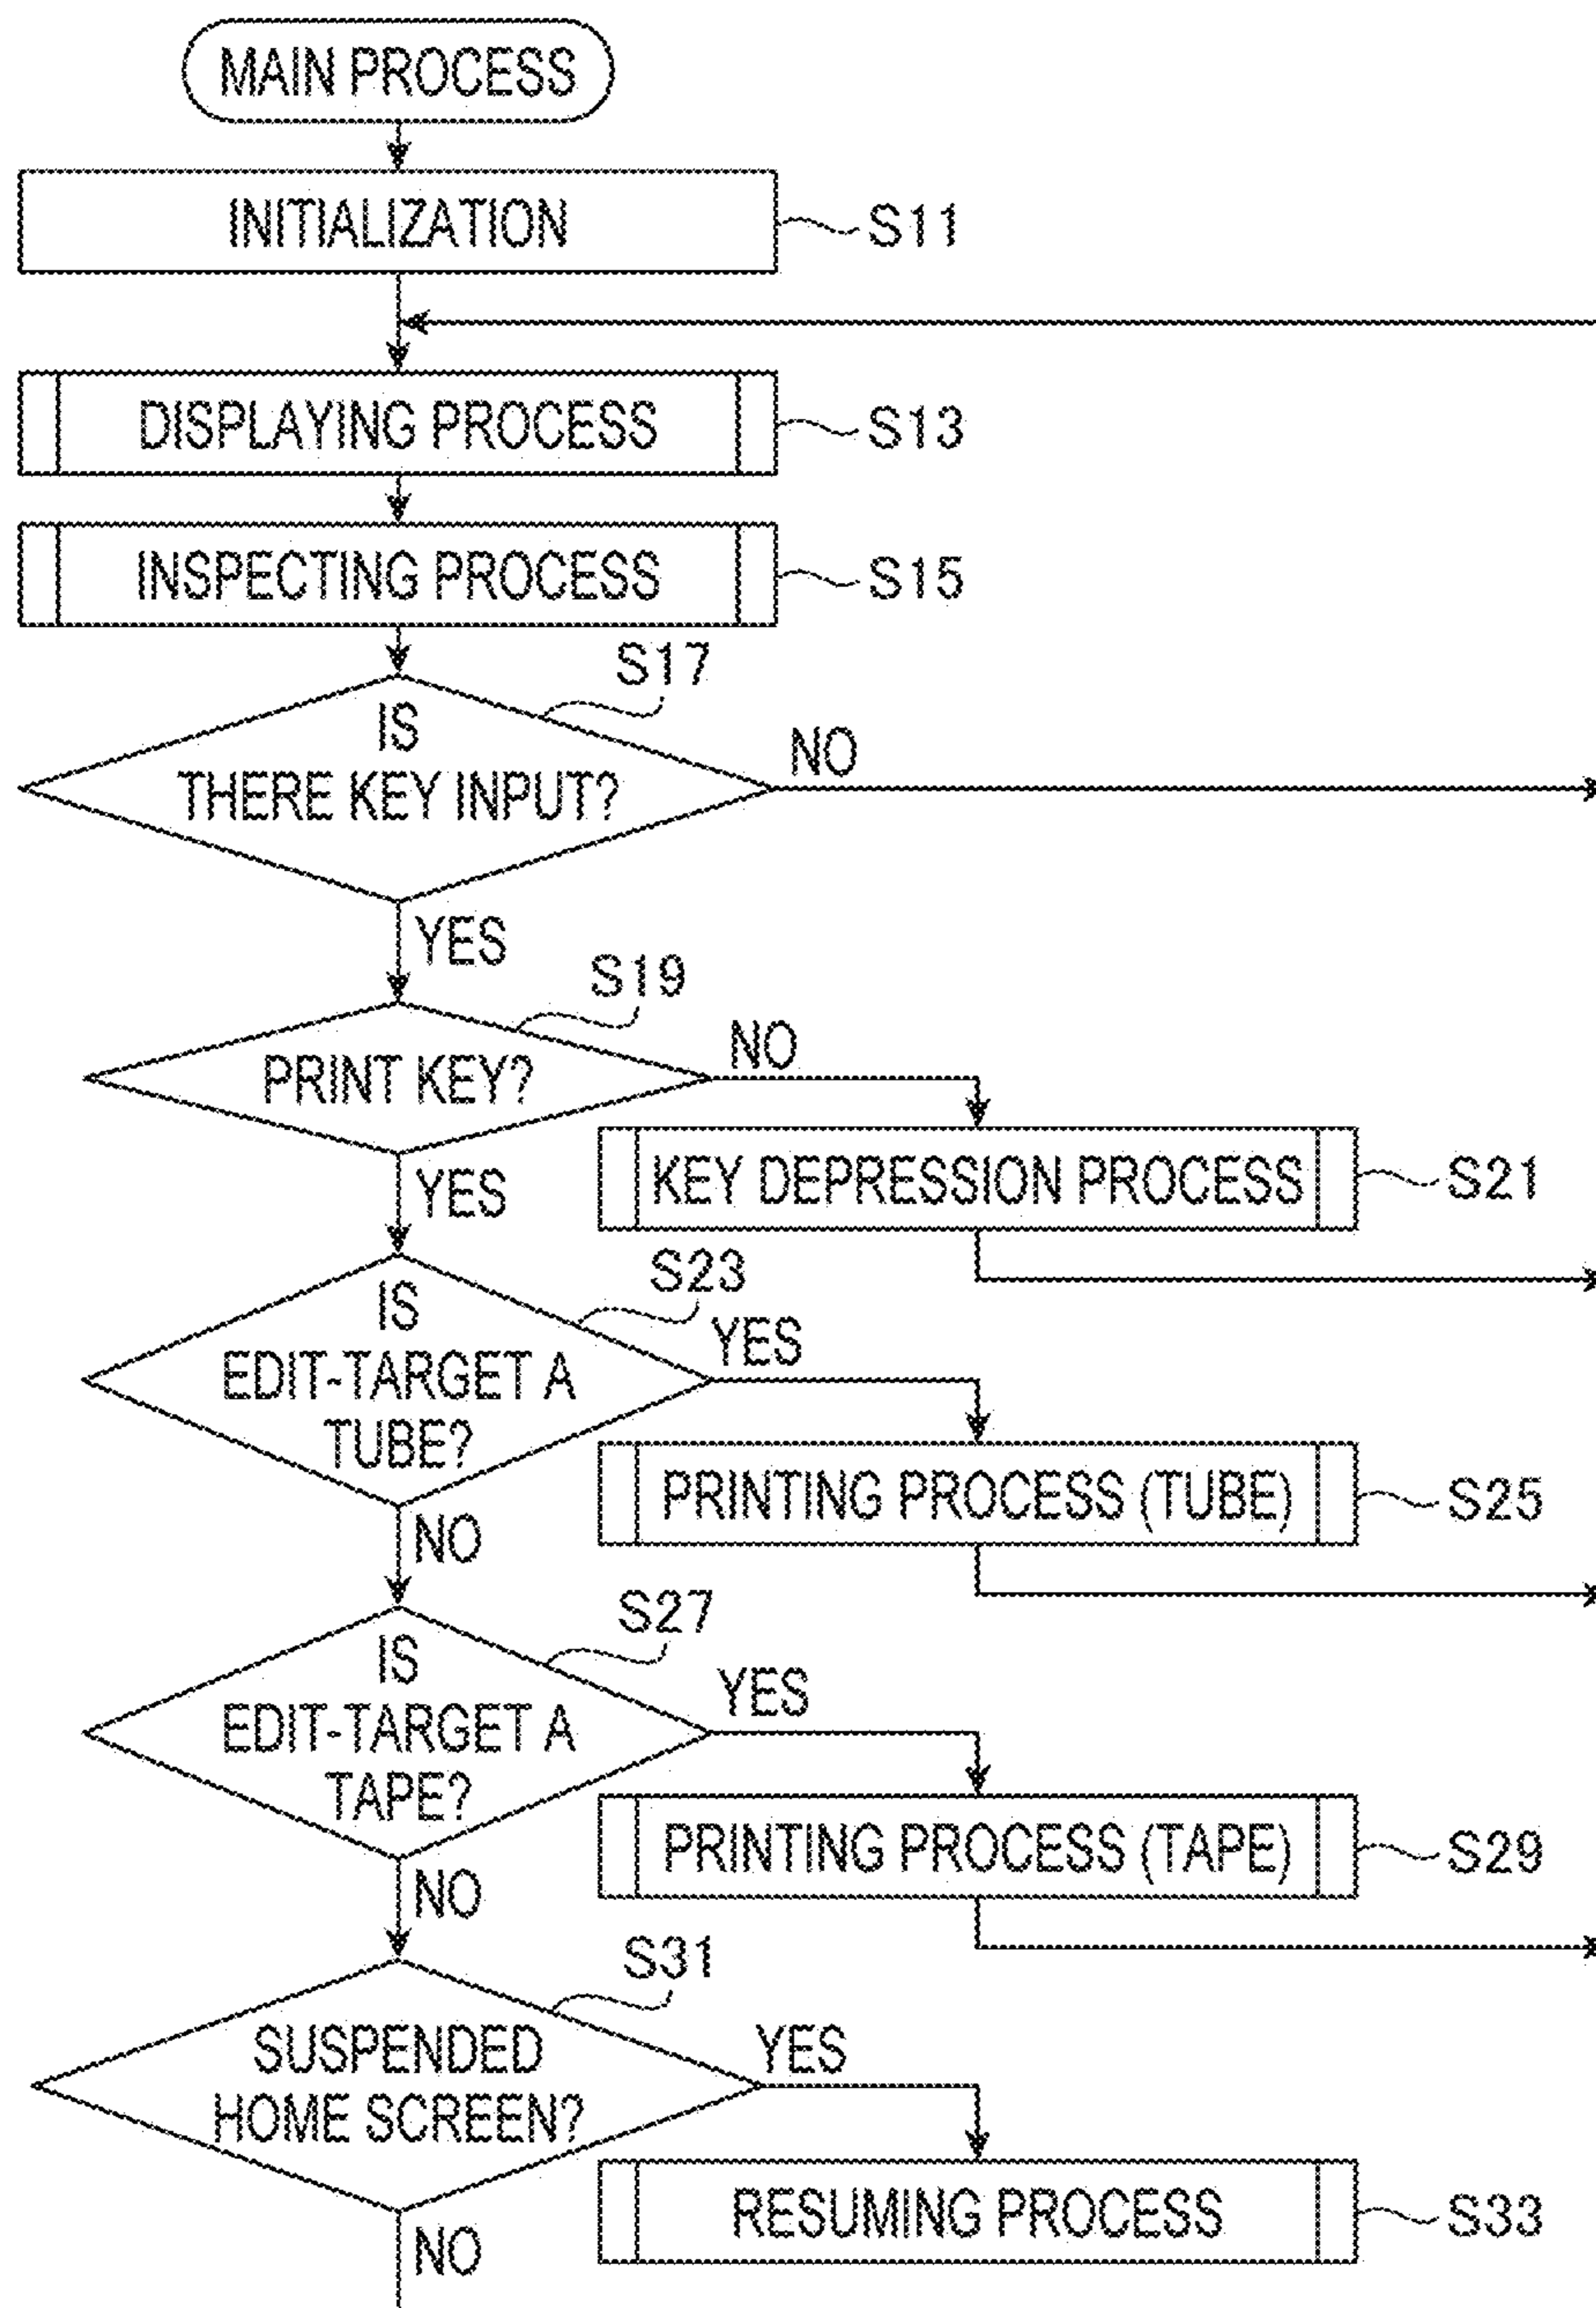 MAIN PROCESS
INITIALIZATION
S11
DISPLAYING PROCESS
S13
INSPECTING PROCESS
S15
S17
IS
THERE KEY INPUT?
NO
YES
S19
PRINT KEY?
NO
YES
KEY DEPRESSION PROCESS
S21
S23
IS
EDIT-TARGET A
TUBE?
YES
NO
PRINTING PROCESS (TUBE)
S25
S27
IS
EDIT-TARGET A
TAPE?
YES
NO
PRINTING PROCESS (TAPE)
S29
S31
SUSPENDED
HOME SCREEN?
YES
NO
RESUMING PROCESS
S33